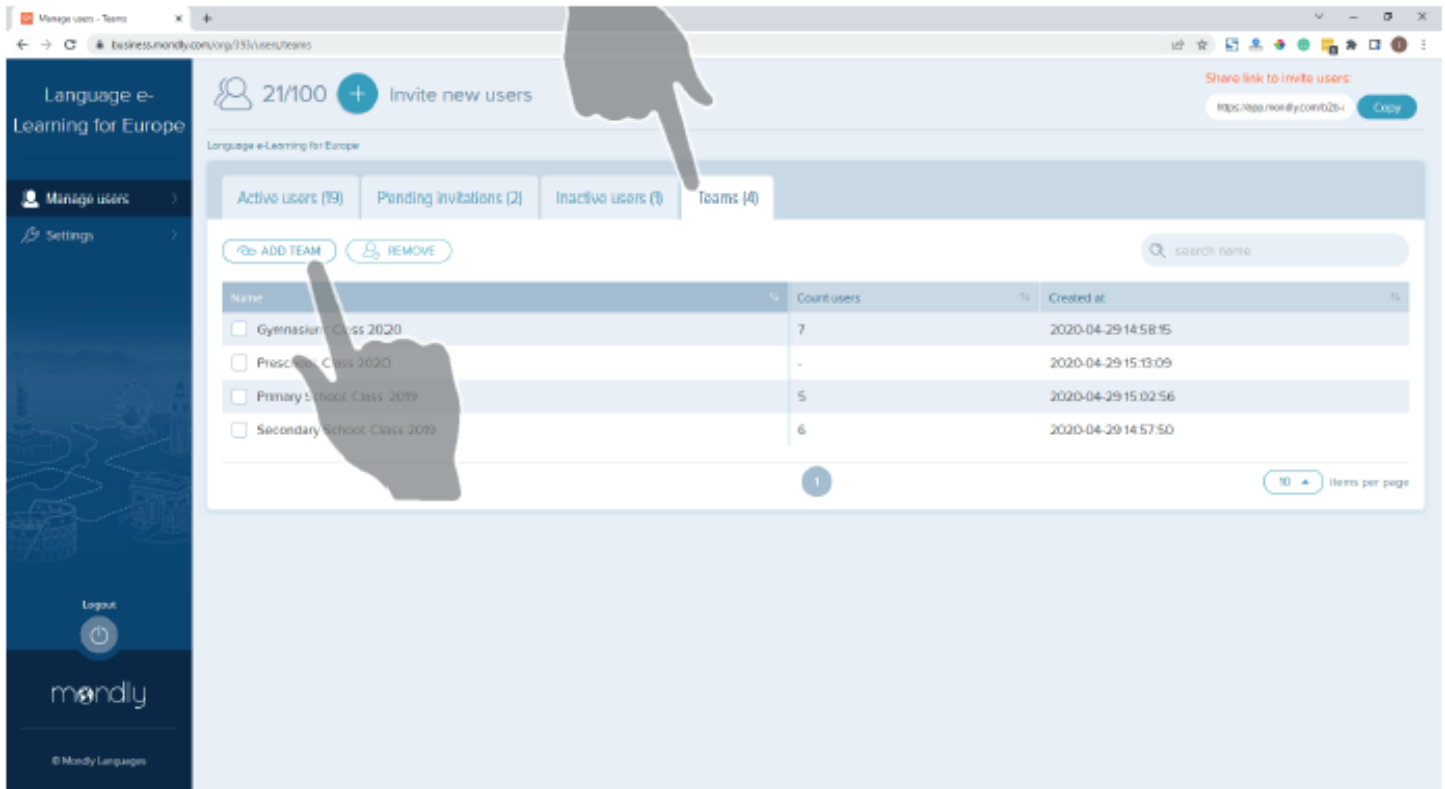 Manage users - Teams
business.mondly.com/org/393/users/teams
Language e-
Learning for Europe
Manage users
Settings
Logout
mondly
© Mondly Languages
21/100 + Invite new users
Share link to invite users:
Copy
Language e-Learning for Europe
Active users (19) Pending invitations (2) Inactive users (1) Teams (4)
ADD TEAM REMOVE
search name
Name Count users Created at
Gymnasium Class 2020 7 2020-04-29 14:58:15
Preschool Class 2020 - 2020-04-29 15:13:09
Primary School Class 2019 5 2020-04-29 15:02:56
Secondary School Class 2019 6 2020-04-29 14:57:50
1
10 items per page